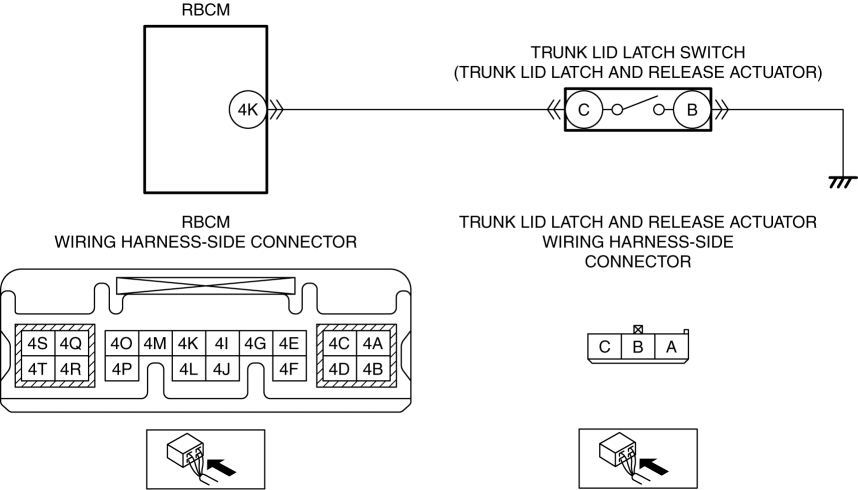 RBCM
TRUNK LID LATCH SWITCH
(TRUNK LID LATCH AND RELEASE ACTUATOR)
4K
C
B
RBCM
WIRING HARNESS-SIDE CONNECTOR
TRUNK LID LATCH AND RELEASE ACTUATOR
WIRING HARNESS-SIDE
CONNECTOR
4S 4Q 4O 4M 4K 4I 4G 4E 4C 4A
4T 4R 4P 4L 4J 4F 4D 4B
C B A